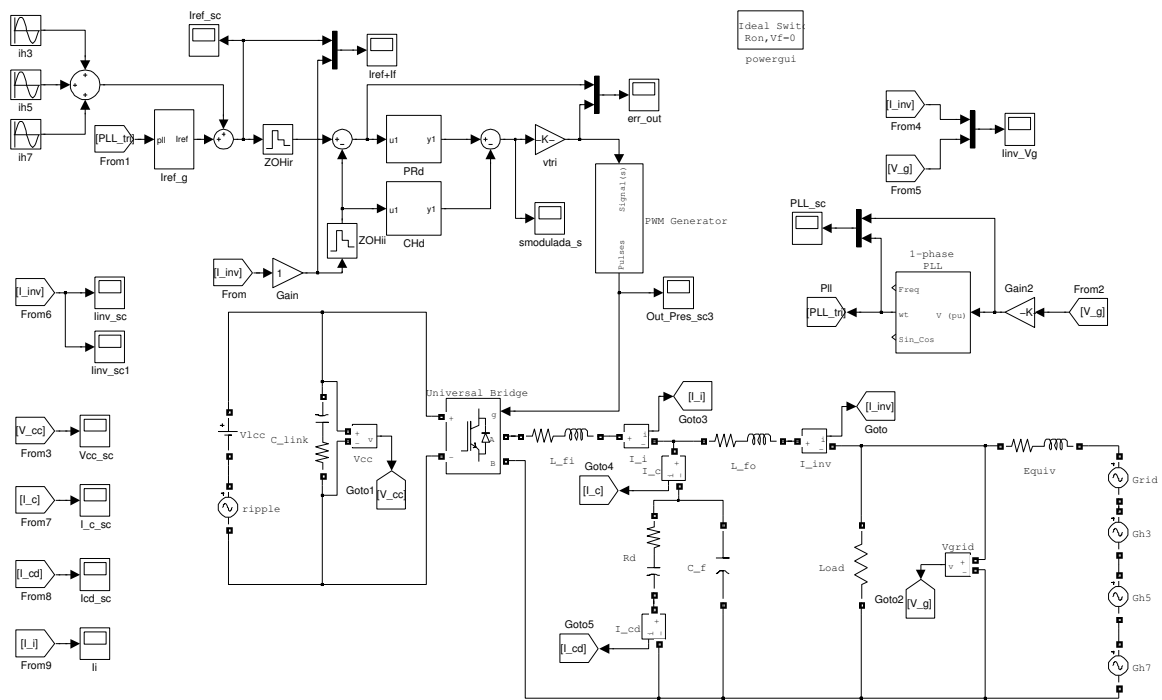 ih3
ih5
ih7
Iref_sc
Iref+If
[PLL_tri
From1
pll
Iref
Iref_g
ZOHir
u1
y1
PRd
u1
y1
CHd
ZOHii
[I_inv]
From
1
Gain
err_out
-K-
vtri
smodulada_s
Signal(s)
PWM Generator
Pulses
Out_Pres_sc3
Ideal Switc
Ron,Vf=0
powergui
[I_inv]
From4
[V_g]
From5
Iinv_Vg
PLL_sc
1-phase
PLL
Freq
wt
Sin_Cos
V (pu)
Pll
[PLL_tri
Gain2
-K
From2
[V_g]
[I_inv]
From6
Iinv_sc
Iinv_sc1
[V_cc]
From3
Vcc_sc
[I_c]
From7
I_c_sc
[I_cd]
From8
Icd_sc
[I_i]
From9
Ii
Vlcc
ripple
C_link
v
Vcc
Goto1
[V_cc]
Universal Bridge
g
A
B
L_fi
i
I_i
[I_i]
Goto3
I_c
i
Goto4
[I_c]
L_fo
i
I_inv
[I_inv]
Goto
Rd
C_f
I_cd
i
Goto5
[I_cd]
Load
Vgrid
v
Goto2
[V_g]
Equiv
Grid
Gh3
Gh5
Gh7